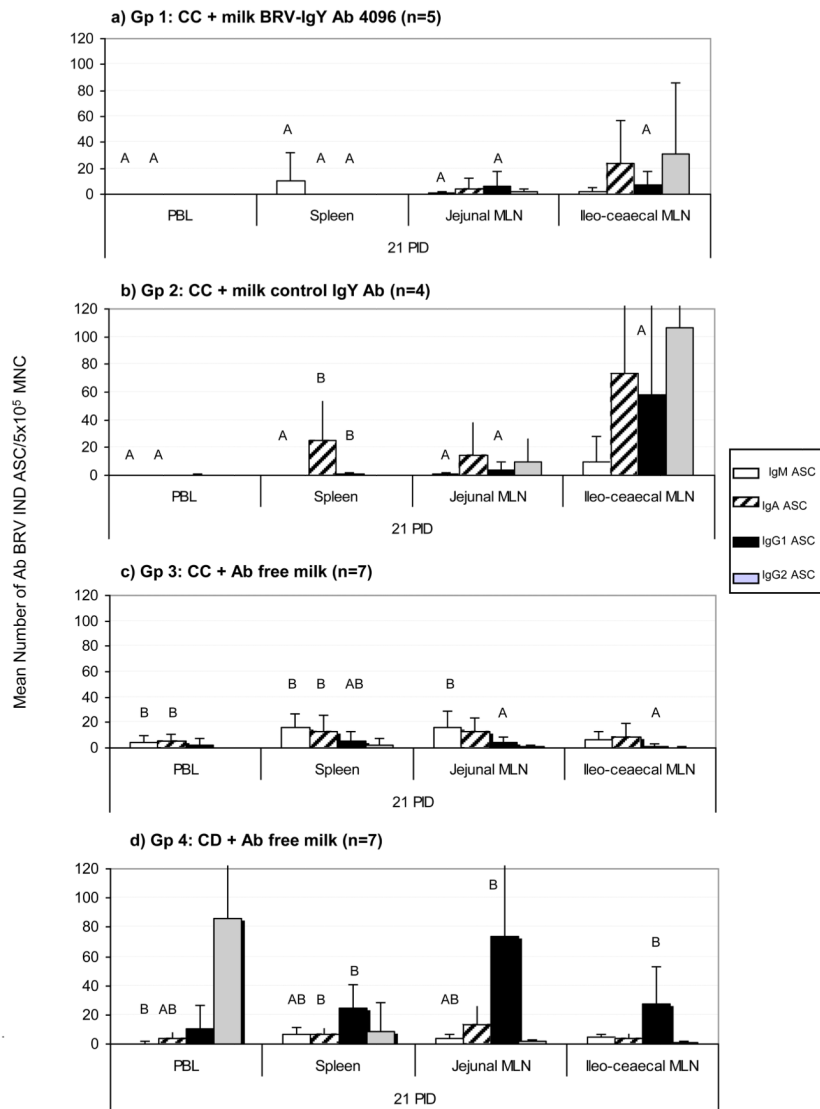 a) Gp 1: CC + milk BRV-IgY Ab 4096 (n=5)
120
100
80
60
40
20
0
A A
A
A A
A
A
A
PBL Spleen Jejunal MLN Ileo-ceaecal MLN
21 PID
b) Gp 2: CC + milk control IgY Ab (n=4)
120
100
80
60
40
20
0
A A
A
B
B
A
A
A
PBL Spleen Jejunal MLN Ileo-ceaecal MLN
21 PID
c) Gp 3: CC + Ab free milk (n=7)
120
100
80
60
40
20
0
B B
B B AB
B
A
A
PBL Spleen Jejunal MLN Ileo-ceaecal MLN
21 PID
d) Gp 4: CD + Ab free milk (n=7)
120
100
80
60
40
20
0
B AB
AB B
B
AB
B
B
PBL Spleen Jejunal MLN Ileo-ceaecal MLN
21 PID
Mean Number of Ab BRV IND ASC/5x10⁵ MNC
IgM ASC
IgA ASC
IgG1 ASC
IgG2 ASC